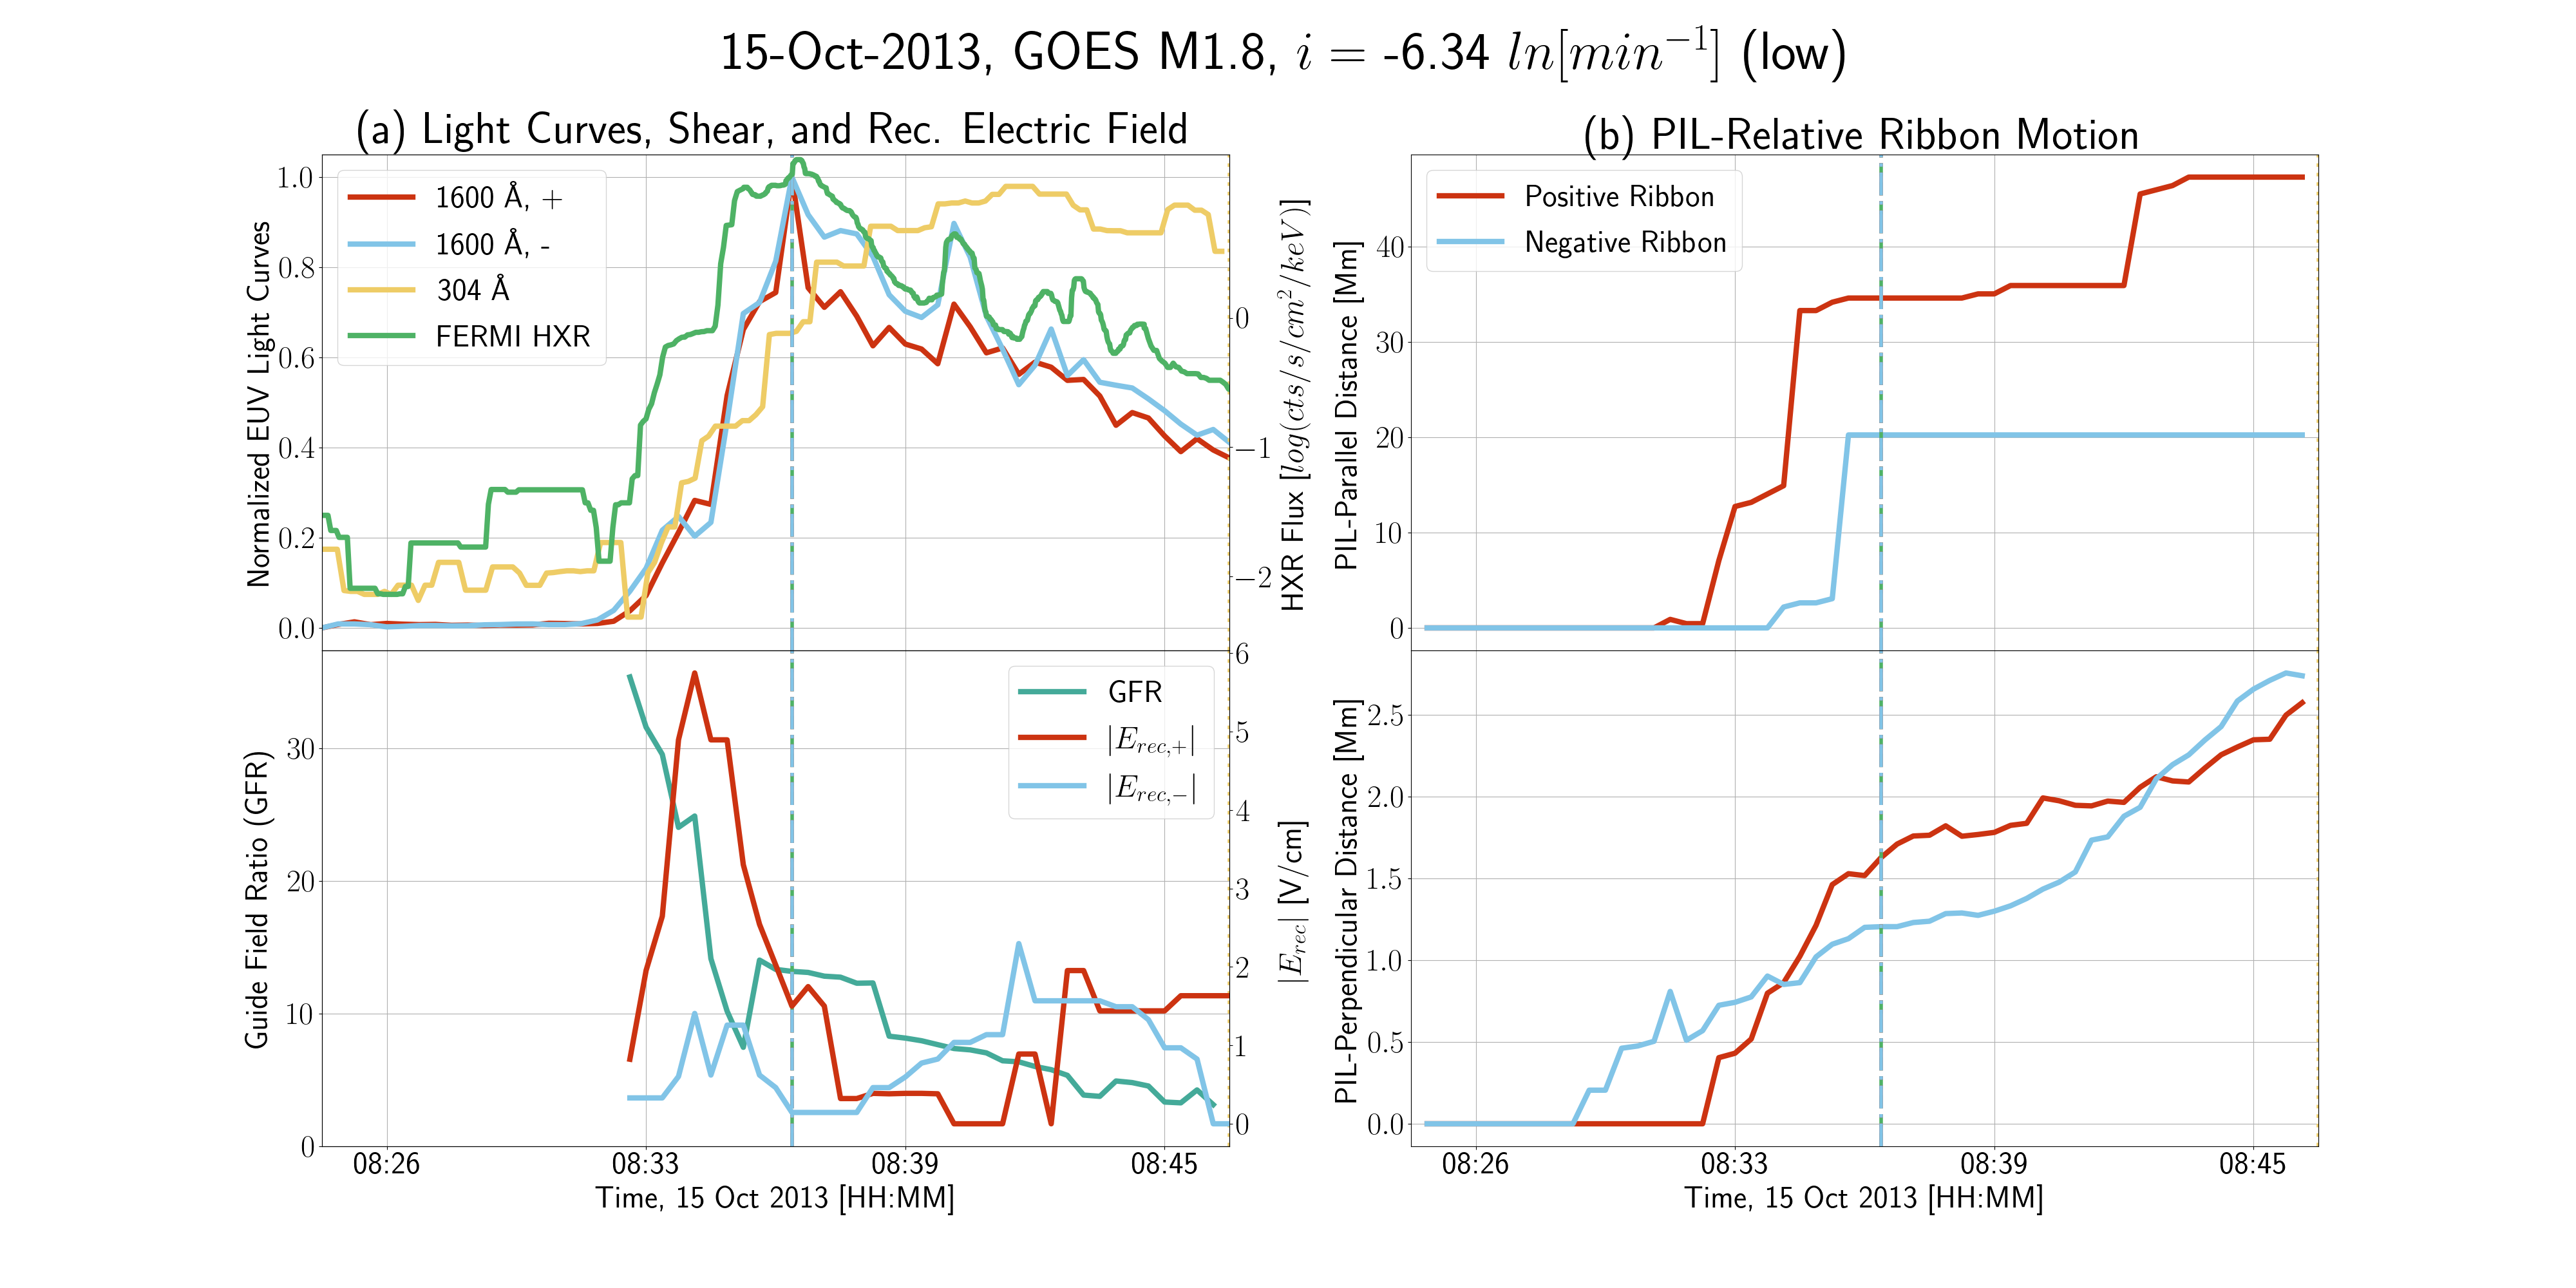 15-Oct-2013, GOES M1.8, i = -6.34 ln[min⁻¹] (low)
(a) Light Curves, Shear, and Rec. Electric Field
Normalized EUV Light Curves
1.0
0.8
0.6
0.4
0.2
0.0
1600 Å, +
1600 Å, -
304 Å
FERMI HXR
0
−1
−2
HXR Flux [log(cts/s/cm²/keV)]
Guide Field Ratio (GFR)
30
20
10
0
GFR
|E_rec,+|
|E_rec,−|
6
5
4
3
2
1
0
|E_rec| [V/cm]
08:26 08:33 08:39 08:45
Time, 15 Oct 2013 [HH:MM]
(b) PIL-Relative Ribbon Motion
PIL-Parallel Distance [Mm]
40
30
20
10
0
Positive Ribbon
Negative Ribbon
PIL-Perpendicular Distance [Mm]
2.5
2.0
1.5
1.0
0.5
0.0
08:26 08:33 08:39 08:45
Time, 15 Oct 2013 [HH:MM]